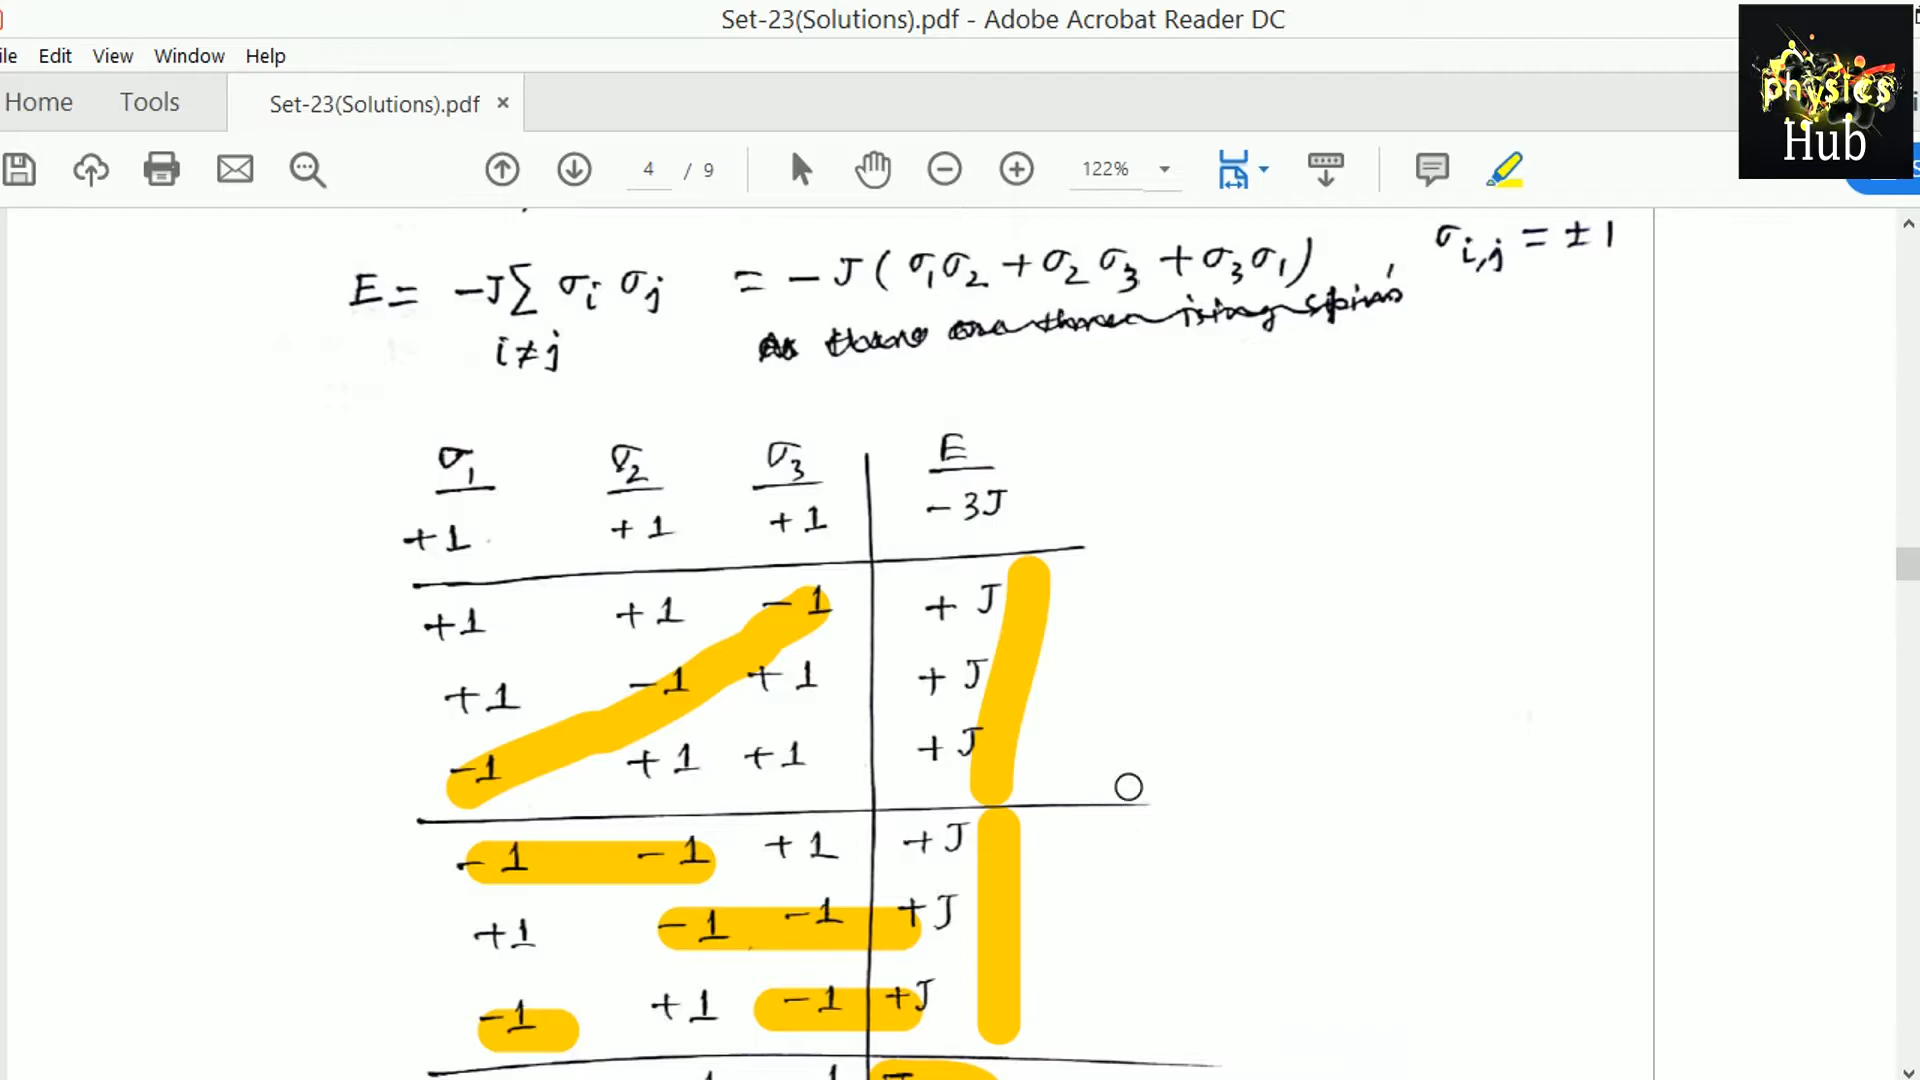 Set-23(Solutions).pdf - Adobe Acrobat Reader DC
physics
Hub
ile Edit View Window Help
Home Tools Set-23(Solutions).pdf ×
4 / 9 122%
E = -J∑ σi σj = -J(σ1σ2 + σ2σ3 + σ3σ1), σi,j = ±1
i≠j
As there are three ising spins
σ1 σ2 σ3 E
+1 +1 +1 -3J
+1 +1 -1 +J
+1 -1 +1 +J
-1 +1 +1 +J
-1 -1 +1 +J
+1 -1 -1 +J
-1 +1 -1 +J